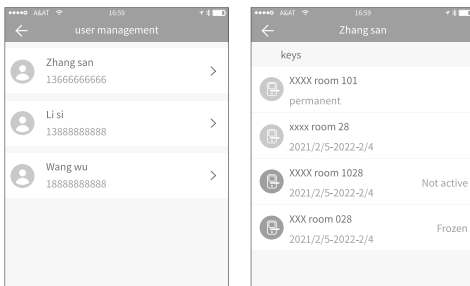 ●●●●○ A&AT 16:59
user management
Zhang san
13666666666
Li si
13888888888
Wang wu
18888888888
●●●●○ A&AT 16:59
Zhang san
keys
XXXX room 101
permanent
xxxx room 28
2021/2/5-2022-2/4
XXXX room 1028
2021/2/5-2022-2/4 Not active
XXX room 028
2021/2/5-2022-2/4 Frozen